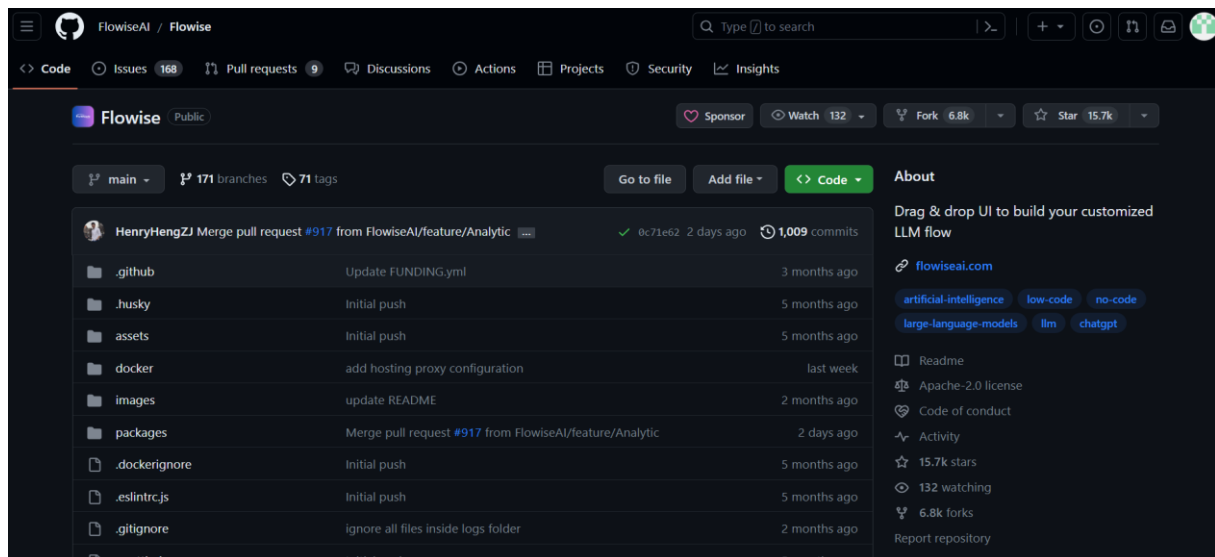 FlowiseAI / Flowise
Type / to search
Code Issues 168 Pull requests 9 Discussions Actions Projects Security Insights
Flowise Public
Sponsor Watch 132 Fork 6.8k Star 15.7k
main 171 branches 71 tags
Go to file Add file <> Code
HenryHengZJ Merge pull request #917 from FlowiseAI/feature/Analytic ... 0c71e62 2 days ago 1,009 commits
.github Update FUNDING.yml 3 months ago
.husky Initial push 5 months ago
assets Initial push 5 months ago
docker add hosting proxy configuration last week
images update README 2 months ago
packages Merge pull request #917 from FlowiseAI/feature/Analytic 2 days ago
.dockerignore Initial push 5 months ago
.eslintrc.js Initial push 5 months ago
.gitignore ignore all files inside logs folder 2 months ago
About
Drag & drop UI to build your customized
LLM flow
flowiseai.com
artificial-intelligence low-code no-code
large-language-models llm chatgpt
Readme
Apache-2.0 license
Code of conduct
Activity
15.7k stars
132 watching
6.8k forks
Report repository